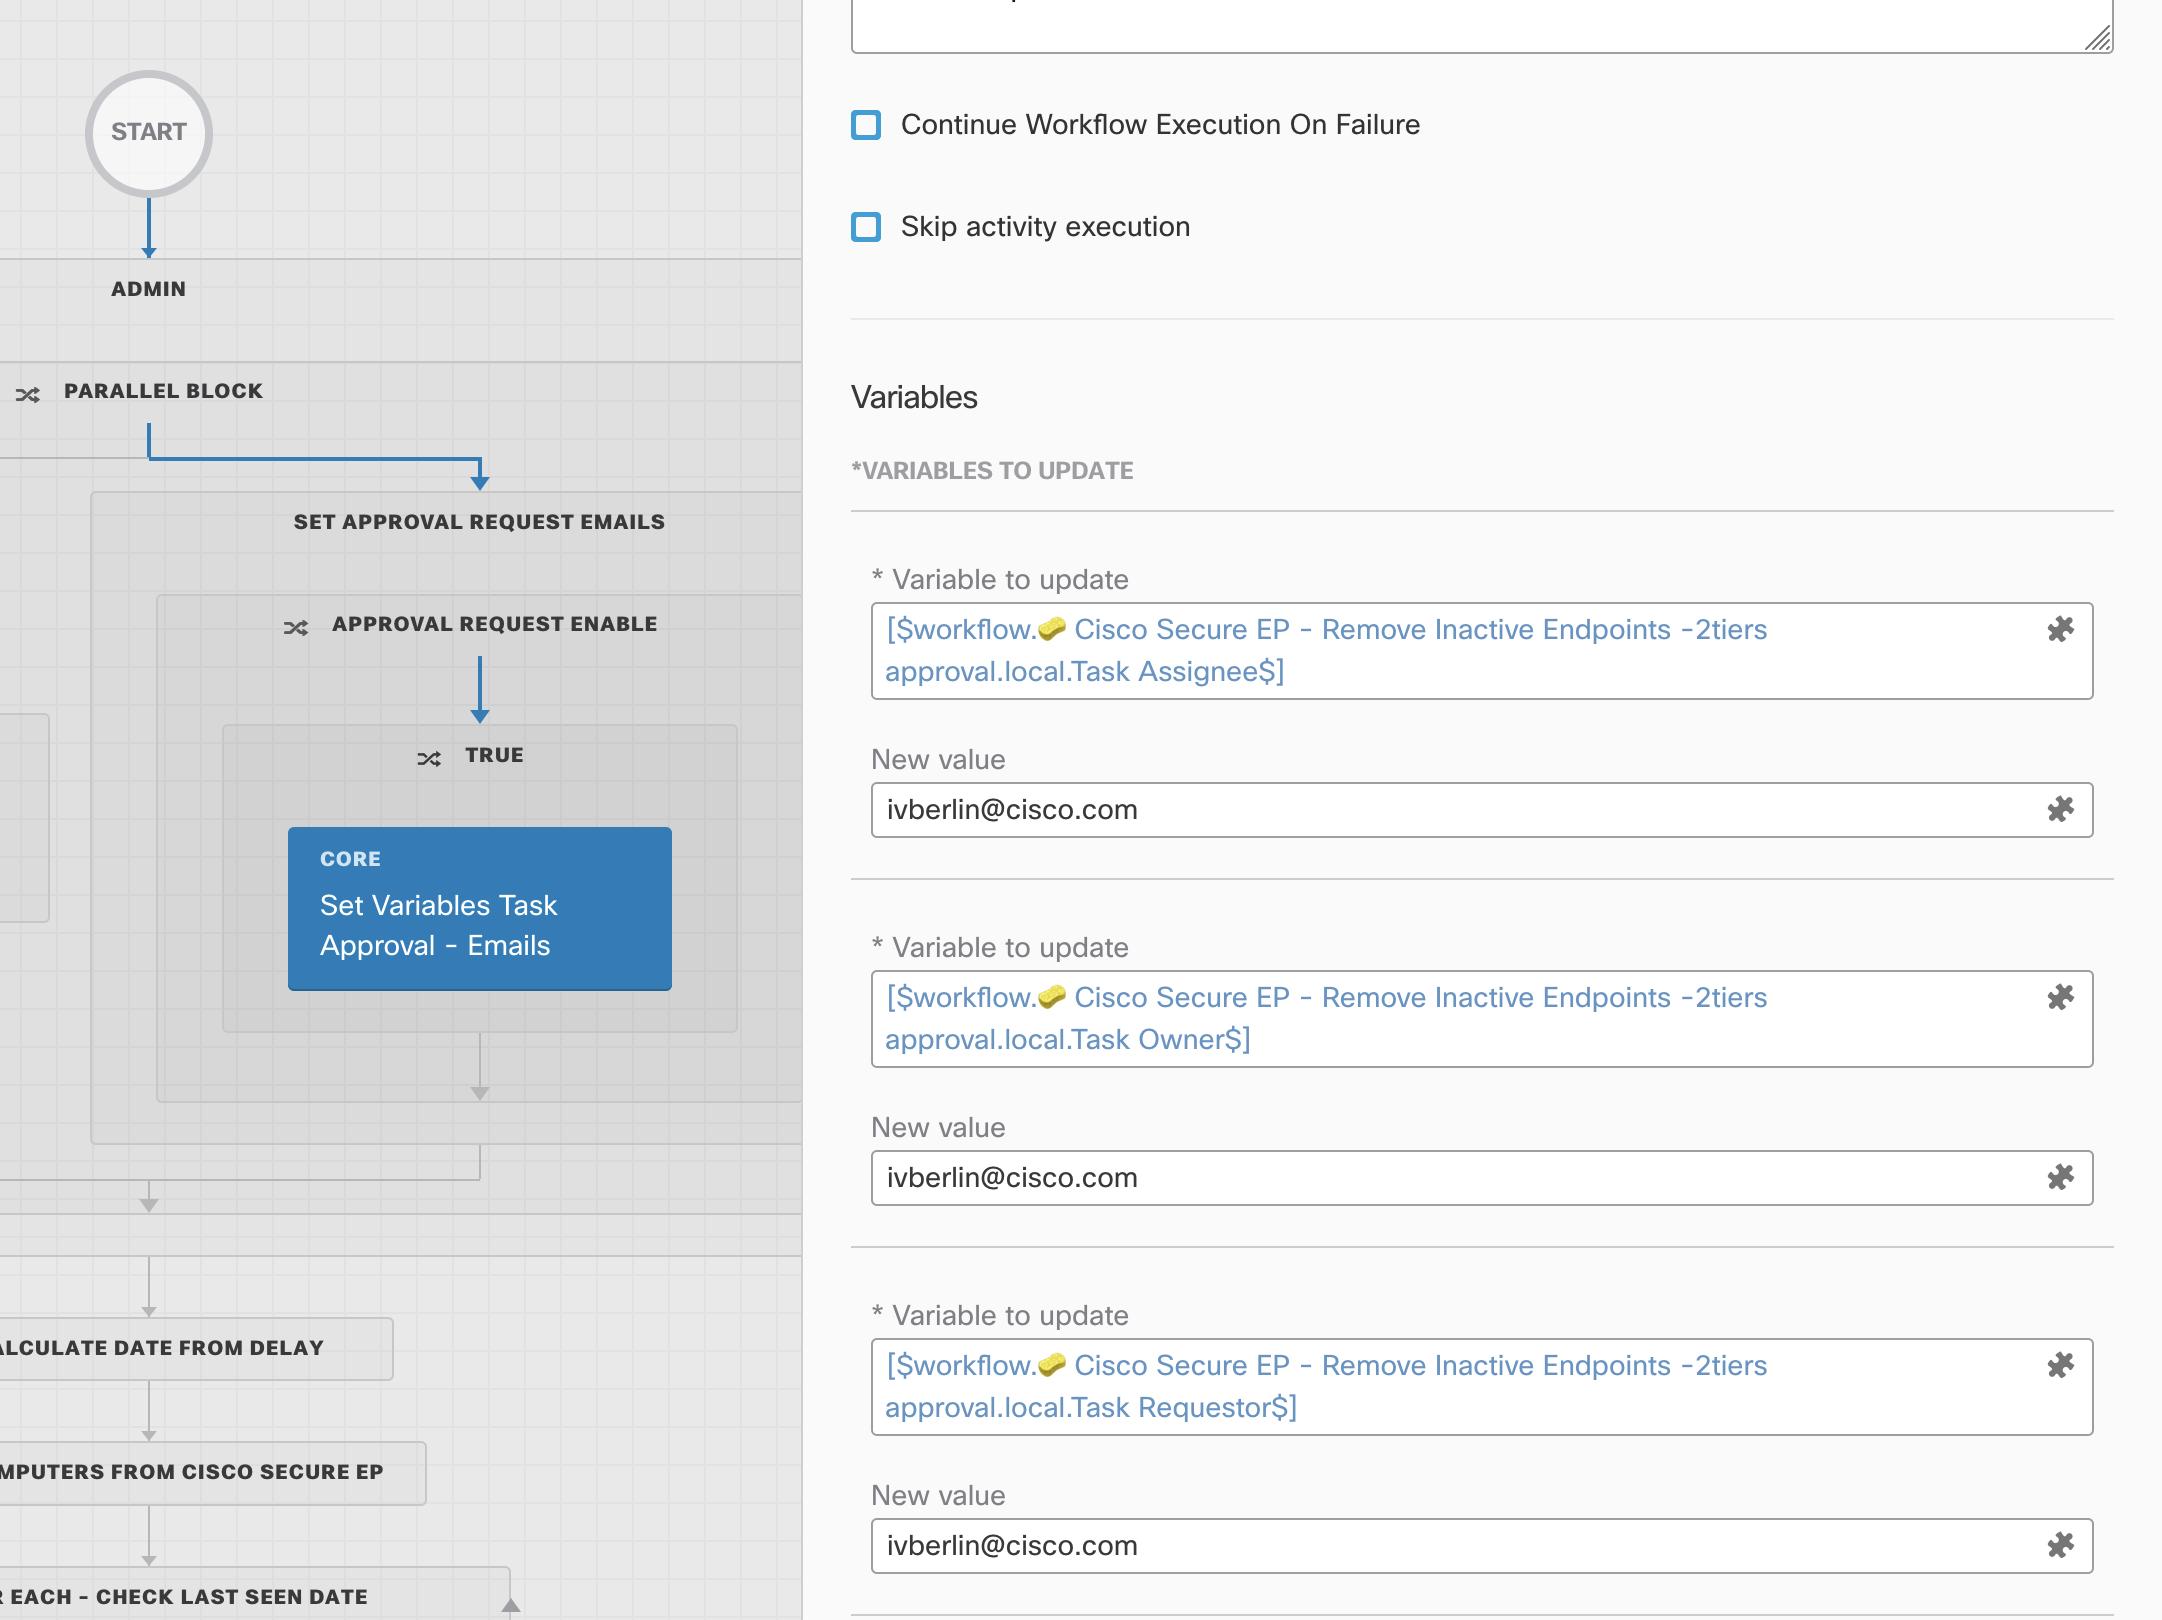 START
ADMIN
PARALLEL BLOCK
SET APPROVAL REQUEST EMAILS
APPROVAL REQUEST ENABLE
TRUE
CORE
Set Variables Task
Approval - Emails
ALCULATE DATE FROM DELAY
MPUTERS FROM CISCO SECURE EP
R EACH - CHECK LAST SEEN DATE
Continue Workflow Execution On Failure
Skip activity execution
Variables
*VARIABLES TO UPDATE
* Variable to update
[$workflow.🧽 Cisco Secure EP - Remove Inactive Endpoints -2tiers
approval.local.Task Assignee$]
New value
ivberlin@cisco.com
* Variable to update
[$workflow.🧽 Cisco Secure EP - Remove Inactive Endpoints -2tiers
approval.local.Task Owner$]
New value
ivberlin@cisco.com
* Variable to update
[$workflow.🧽 Cisco Secure EP - Remove Inactive Endpoints -2tiers
approval.local.Task Requestor$]
New value
ivberlin@cisco.com